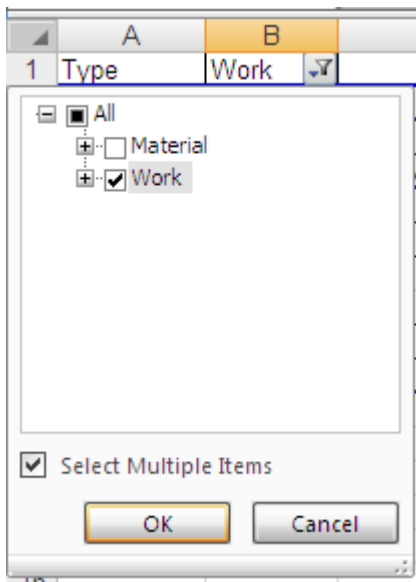 A B
1 Type Work
All
Material
Work
Select Multiple Items
OK Cancel